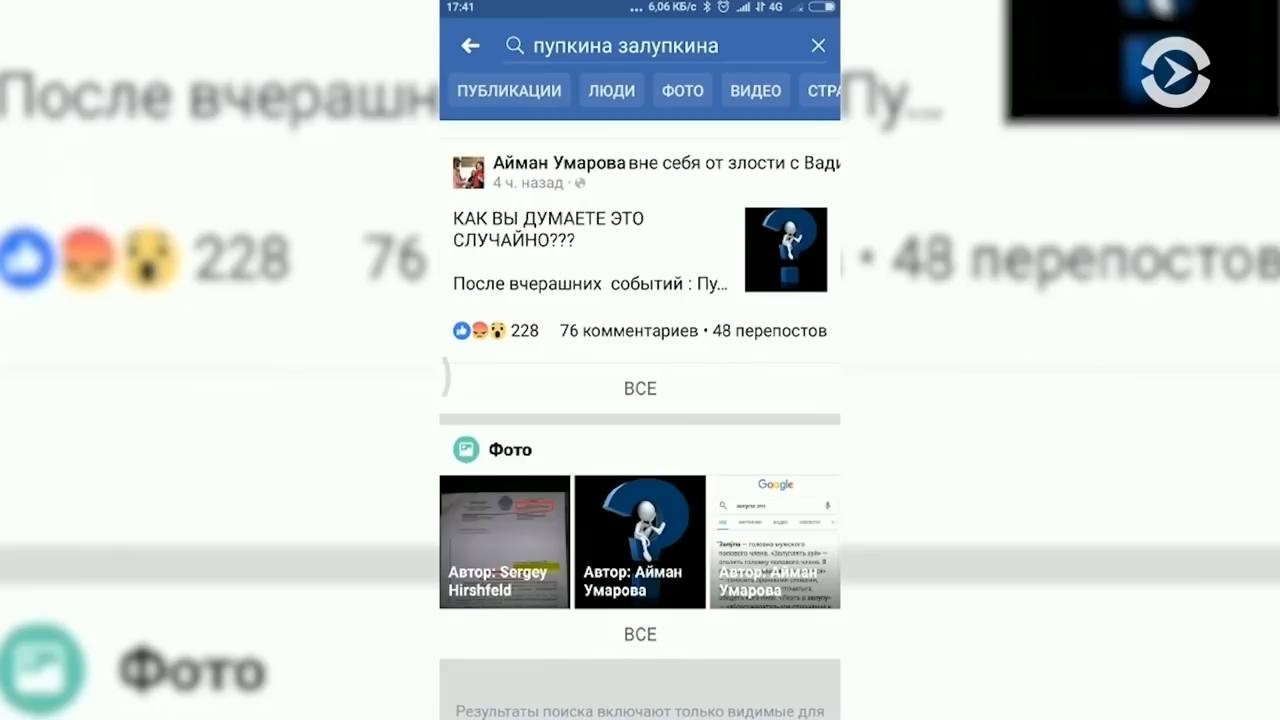 17:41
... 6,06 КБ/с 4G
пупкина залупкина
ПУБЛИКАЦИИ ЛЮДИ ФОТО ВИДЕО СТРА
Айман Умарова вне себя от злости с Вади
4 ч. назад ·
КАК ВЫ ДУМАЕТЕ ЭТО
СЛУЧАЙНО???
После вчерашних событий : Пу...
228 76 комментариев • 48 перепостов
ВСЕ
Фото
Автор: Sergey
Hirshfeld
Автор: Айман
Умарова
Google
Автор: Айман
Умарова
ВСЕ
Результаты поиска включают только видимые для
После вчерашн
Пу...
228 76
• 48 перепостов
Фото